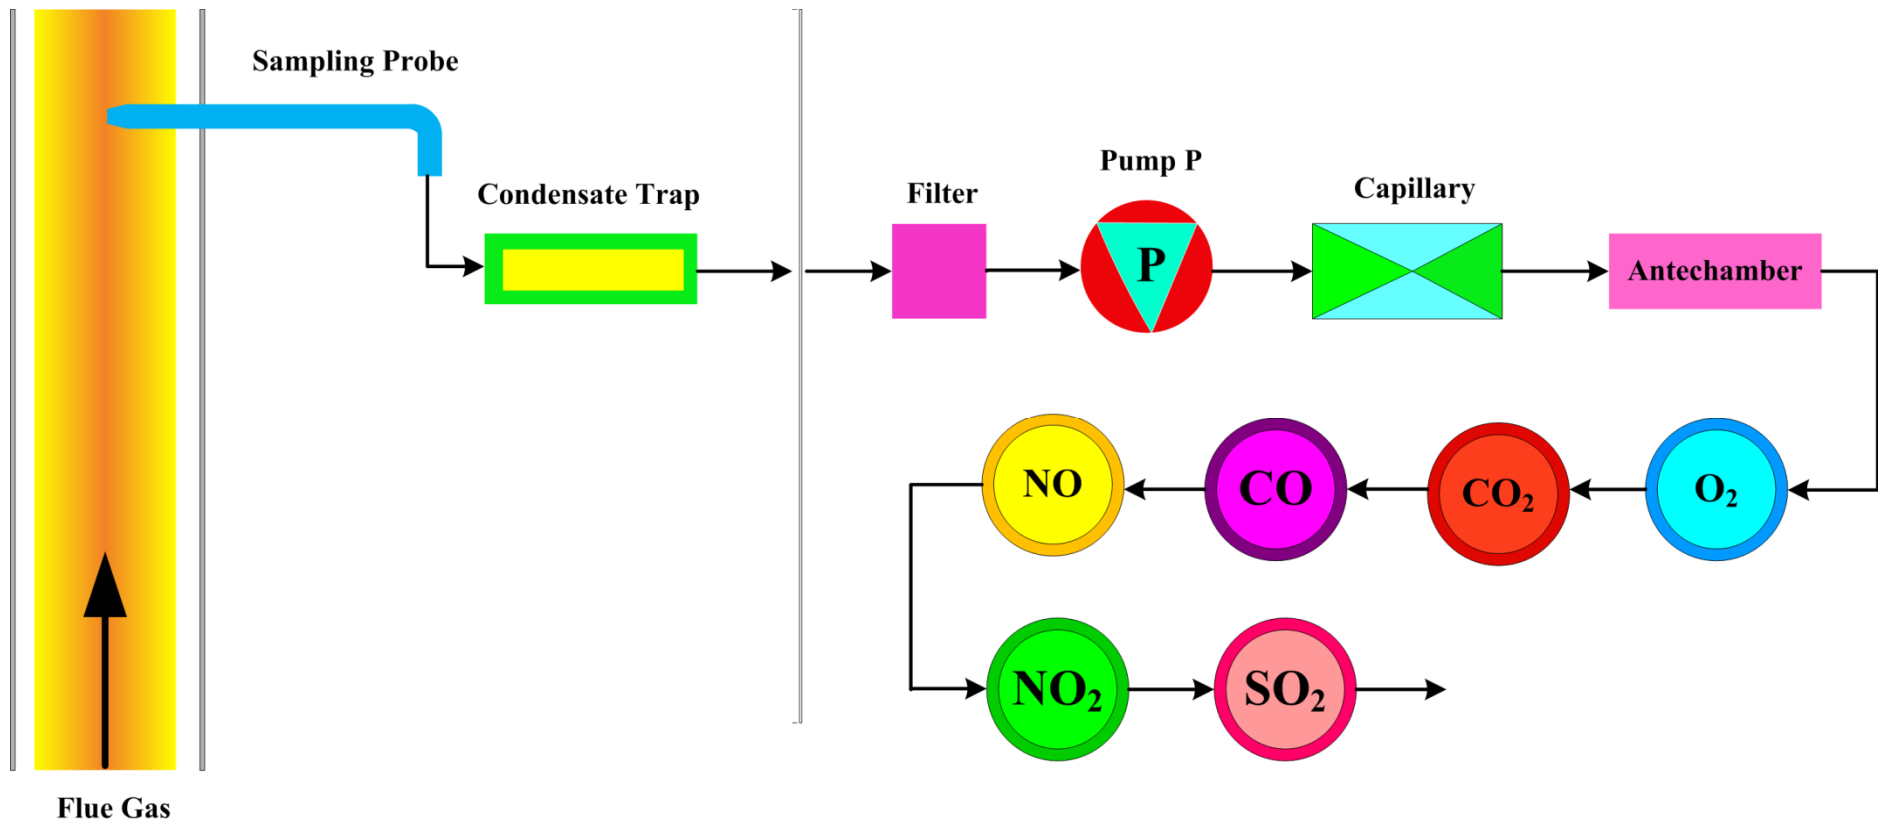 Sampling Probe
Condensate Trap
Filter
Pump P
P
Capillary
Antechamber
NO
CO
CO₂
O₂
NO₂
SO₂
Flue Gas